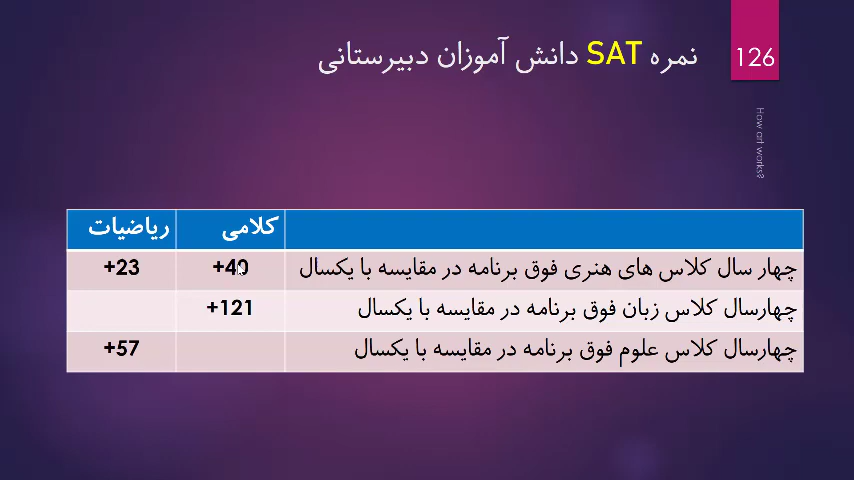 نمره SAT دانش آموزان دبیرستانی
126
How art works?
کلامی ریاضیات
چهار سال کلاس های هنری فوق برنامه در مقایسه با یکسال +40 +23
چهارسال کلاس زبان فوق برنامه در مقایسه با یکسال +121
چهارسال کلاس علوم فوق برنامه در مقایسه با یکسال +57